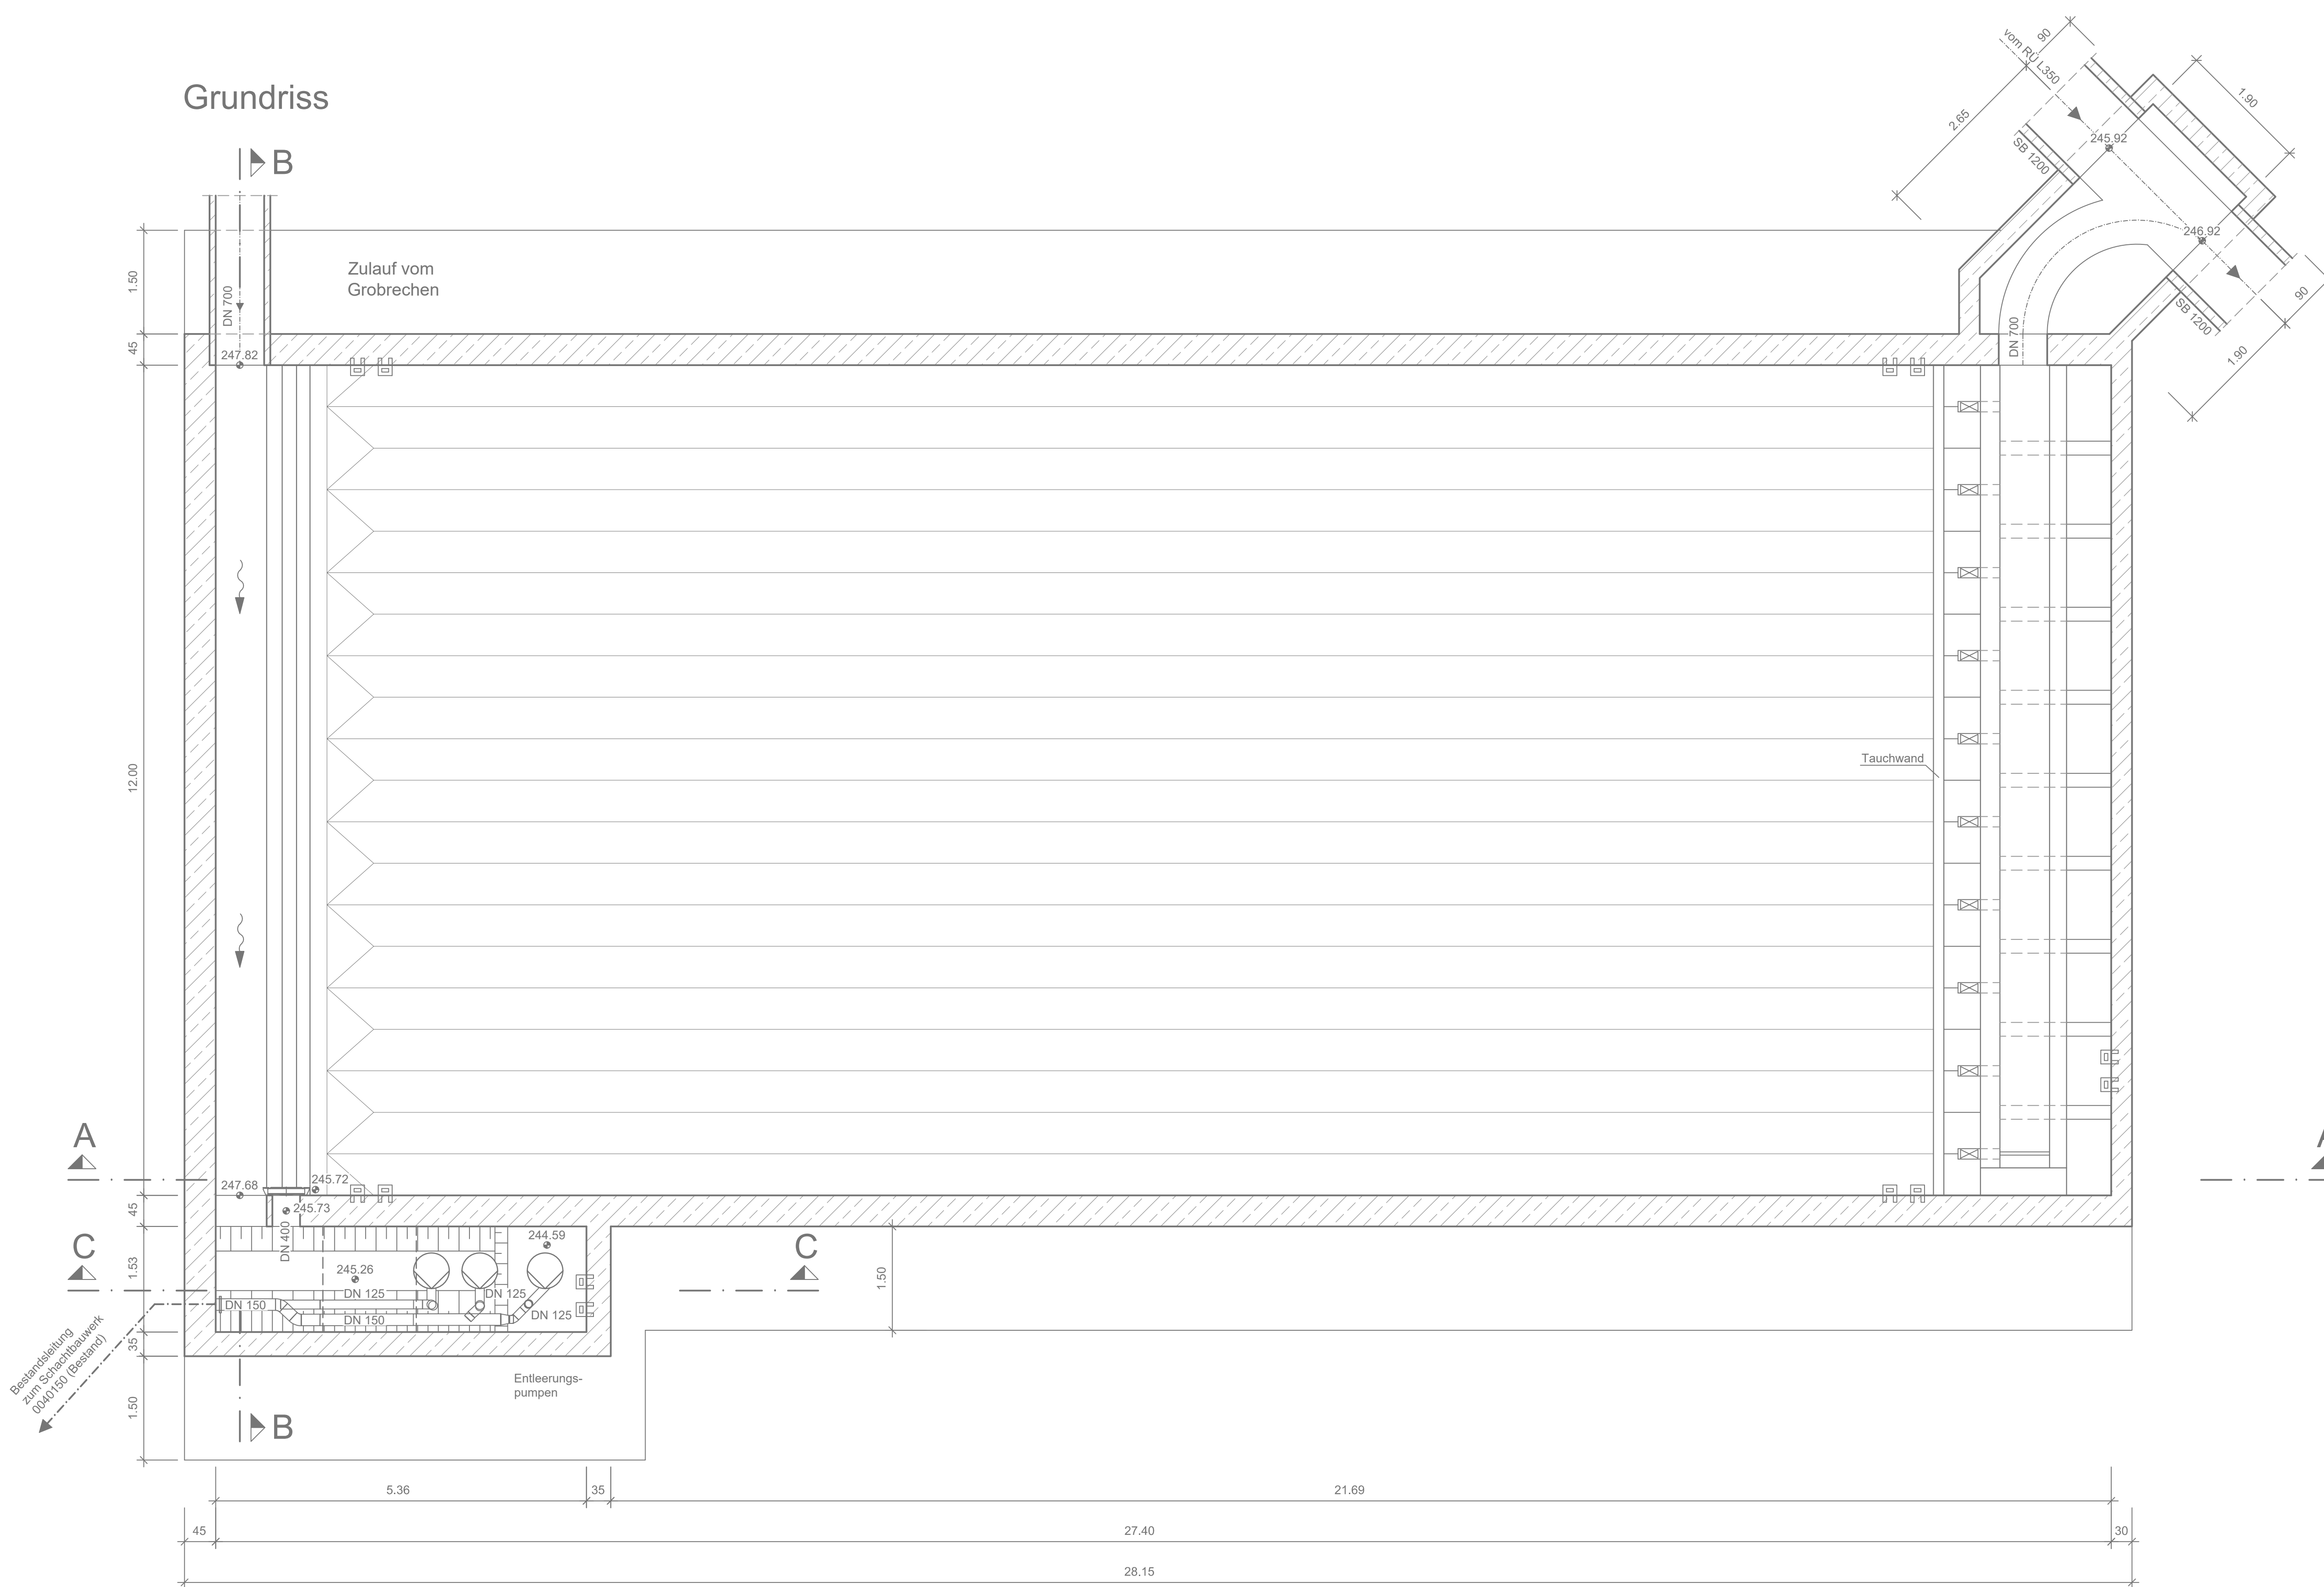 Grundriss
B
Zulauf vom
Grobrechen
DN 700
247.82
vom RÜ L350
90
2.65
1.90
245.92
SB 1200
246.92
90
SB 1200
1.90
DN 700
1.50
45
12.00
45
1.53
35
1.50
Tauchwand
A
A
247.68
245.72
245.73
DN 400
244.59
C
C
245.26
DN 125
DN 125
DN 150
DN 150
DN 125
1.50
Bestandsleitung
zum Schachtbauwerk
0040150 (Bestand)
Entleerungs-
pumpen
B
5.36
35
21.69
45
27.40
30
28.15